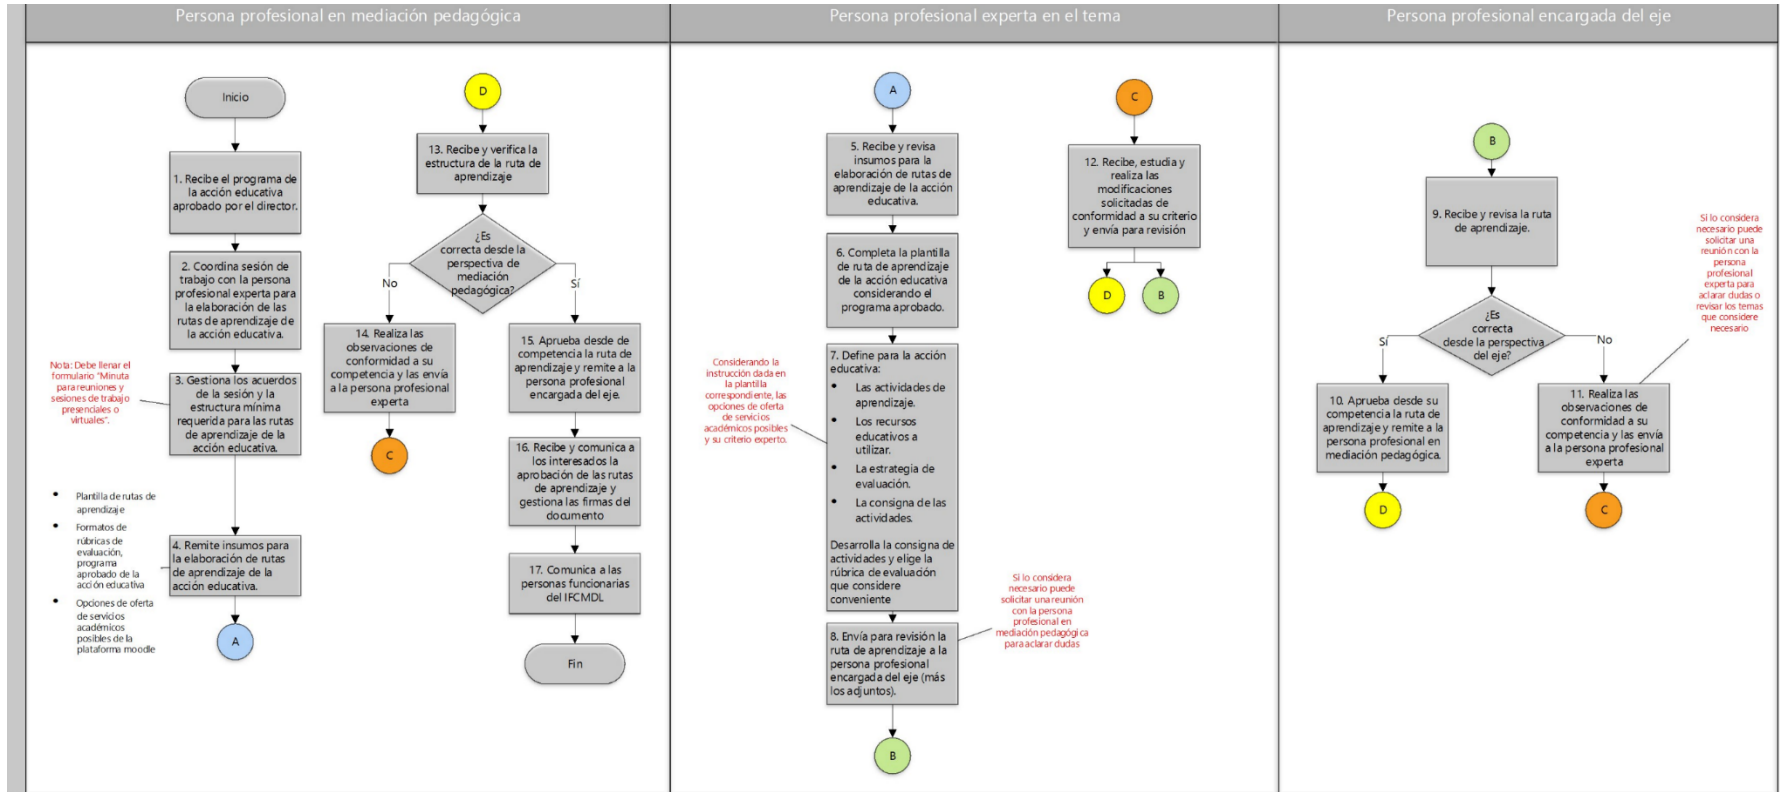 Persona profesional en mediación pedagógica
Persona profesional experta en el tema
Persona profesional encargada del eje
Inicio
1. Recibe el programa de
la acción educativa
aprobado por el director.
2. Coordina sesión de
trabajo con la persona
profesional experta para
la elaboración de las
rutas de aprendizaje de
la acción educativa.
Nota: Debe llenar el
formulario "Minuta
para reuniones y
sesiones de trabajo
presenciales o
virtuales".
3. Gestiona los acuerdos
de la sesión y la
estructura mínima
requerida para las rutas
de aprendizaje de la
acción educativa.
• Plantilla de rutas de
aprendizaje
• Formatos de
rúbricas de
evaluación,
programa
aprobado de la
acción educativa
• Opciones de oferta
de servicios
académicos
posibles de la
plataforma moodle
4. Remite insumos para
la elaboración de rutas
de aprendizaje de la
acción educativa.
A
D
13. Recibe y verifica la
estructura de la ruta de
aprendizaje
¿Es
correcta desde la
perspectiva de
mediación
pedagógica?
No
Sí
14. Realiza las
observaciones de
conformidad a su
competencia y las envía
a la persona profesional
experta
C
15. Aprueba desde de
competencia la ruta de
aprendizaje y remite a la
persona profesional
encargada del eje.
16. Recibe y comunica a
los interesados la
aprobación de las rutas
de aprendizaje y
gestiona las firmas del
documento
17. Comunica a las
personas funcionarias
del IFCMDL
Fin
A
5. Recibe y revisa
insumos para la
elaboración de rutas de
aprendizaje de la acción
educativa.
6. Completa la plantilla
de ruta de aprendizaje
de la acción educativa
considerando el
programa aprobado.
Considerando la
instrucción dada en
la plantilla
correspondiente, las
opciones de oferta
de servicios
académicos posibles
y su criterio experto.
7. Define para la acción
educativa:
• Las actividades de
aprendizaje.
• Los recursos
educativos a
utilizar.
• La estrategia de
evaluación.
• La consigna de las
actividades.
Desarrolla la consigna de
actividades y elige la
rúbrica de evaluación
que considere
conveniente
8. Envía para revisión la
ruta de aprendizaje a la
persona profesional
encargada del eje (más
los adjuntos).
Si lo considera
necesario puede
solicitar una reunión
con la persona
profesional en
mediación pedagógica
para aclarar dudas
B
C
12. Recibe, estudia y
realiza las
modificaciones
solicitadas de
conformidad a su criterio
y envía para revisión
D
B
B
9. Recibe y revisa la ruta
de aprendizaje.
Si lo considera
necesario puede
solicitar una
reunión con la
persona
profesional
experta para
aclarar dudas o
revisar los temas
que considere
necesario
¿Es
correcta
desde la perspectiva
del eje?
Sí
No
10. Aprueba desde su
competencia la ruta de
aprendizaje y remite a la
persona profesional en
mediación pedagógica.
D
11. Realiza las
observaciones de
conformidad a su
competencia y las envía
a la persona profesional
experta
C